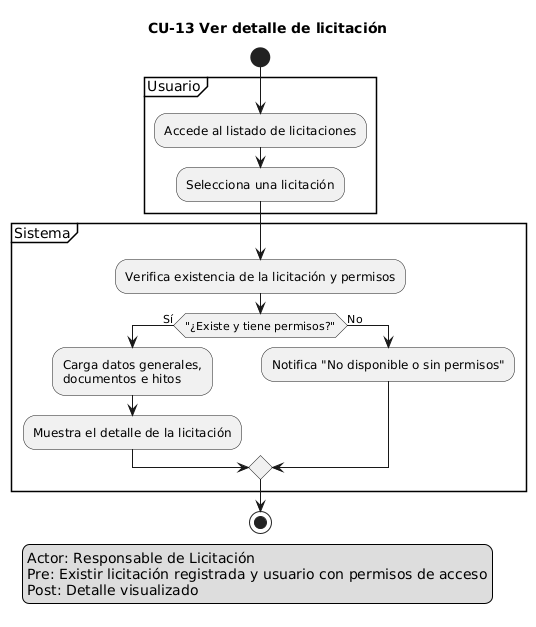 CU-13 Ver detalle de licitación
Usuario
Accede al listado de licitaciones
Selecciona una licitación
Sistema
Verifica existencia de la licitación y permisos
Sí
"¿Existe y tiene permisos?"
No
Carga datos generales,
documentos e hitos
Notifica "No disponible o sin permisos"
Muestra el detalle de la licitación
Actor: Responsable de Licitación
Pre: Existir licitación registrada y usuario con permisos de acceso
Post: Detalle visualizado